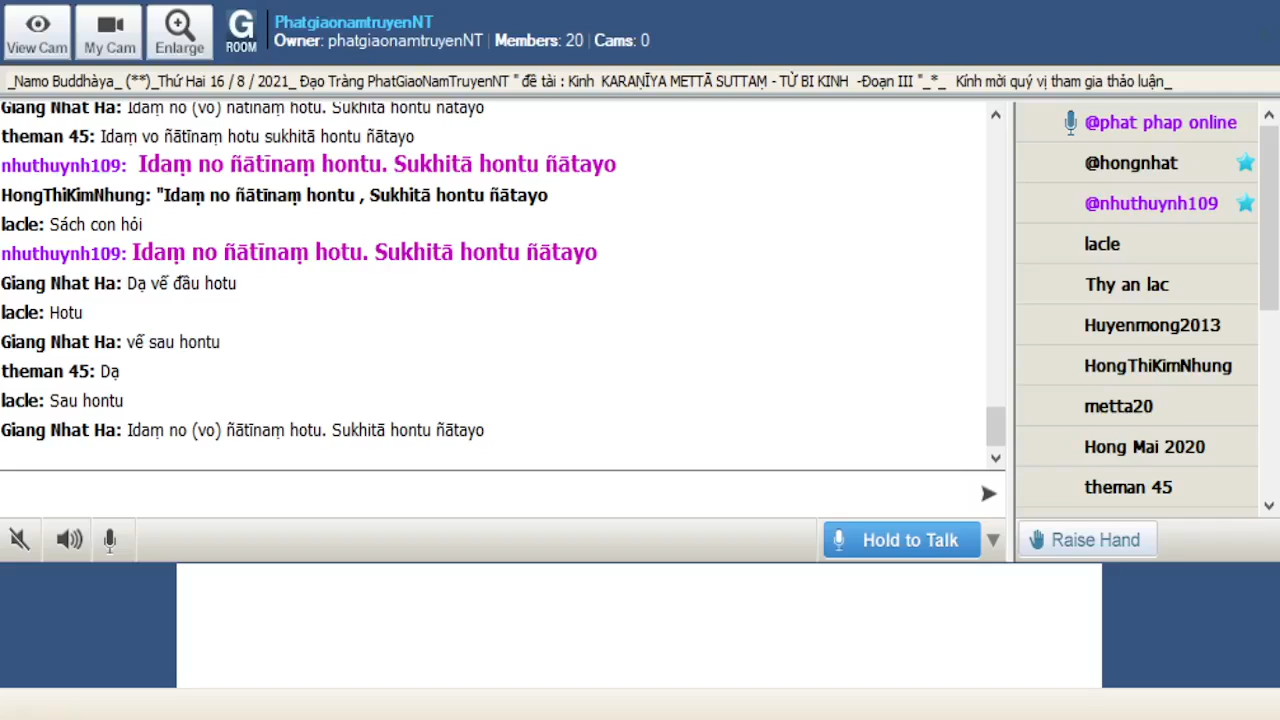 View Cam
My Cam
Enlarge
G
ROOM
PhatgiaonamtruyenNT
Owner: phatgiaonamtruyenNT | Members: 20 | Cams: 0
_Namo Buddhàya_ (**)_Thứ Hai 16 / 8 / 2021_ Đạo Tràng PhatGiaoNamTruyenNT " đề tài : Kinh KARAṆĪYA METTĀ SUTTAṂ - TỪ BI KINH -Đoạn III "_*_ Kính mời quý vị tham gia thảo luận_
Giang Nhat Ha: Idaṃ no (vo) ñātīnaṃ hotu. Sukhitā hontu ñātayo
theman 45: Idaṃ vo ñātīnaṃ hotu sukhitā hontu ñātayo
nhuthuynh109: Idaṃ no ñātīnaṃ hontu. Sukhitā hontu ñātayo
HongThiKimNhung: "Idaṃ no ñātīnaṃ hontu , Sukhitā hontu ñātayo
lacle: Sách con hỏi
nhuthuynh109: Idaṃ no ñātīnaṃ hotu. Sukhitā hontu ñātayo
Giang Nhat Ha: Dạ vế đầu hotu
lacle: Hotu
Giang Nhat Ha: vế sau hontu
theman 45: Dạ
lacle: Sau hontu
Giang Nhat Ha: Idaṃ no (vo) ñātīnaṃ hotu. Sukhitā hontu ñātayo
@phat phap online
@hongnhat
@nhuthuynh109
lacle
Thy an lac
Huyenmong2013
HongThiKimNhung
metta20
Hong Mai 2020
theman 45
Hold to Talk
Raise Hand